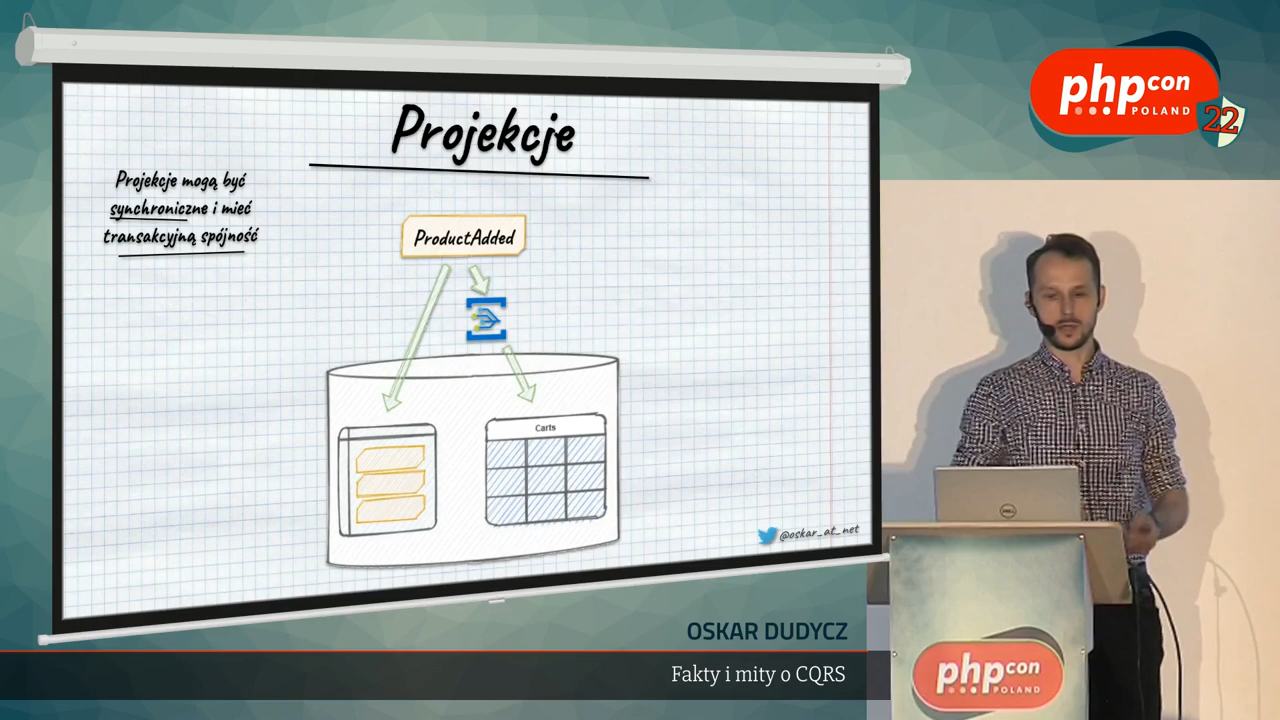 Projekcje
Projekcje mogą być
synchroniczne i mieć
transakcyjną spójność
ProductAdded
Carts
@oskar_at_net
php con
POLAND
22
DELL
OSKAR DUDYCZ
Fakty i mity o CQRS
php con
POLAND